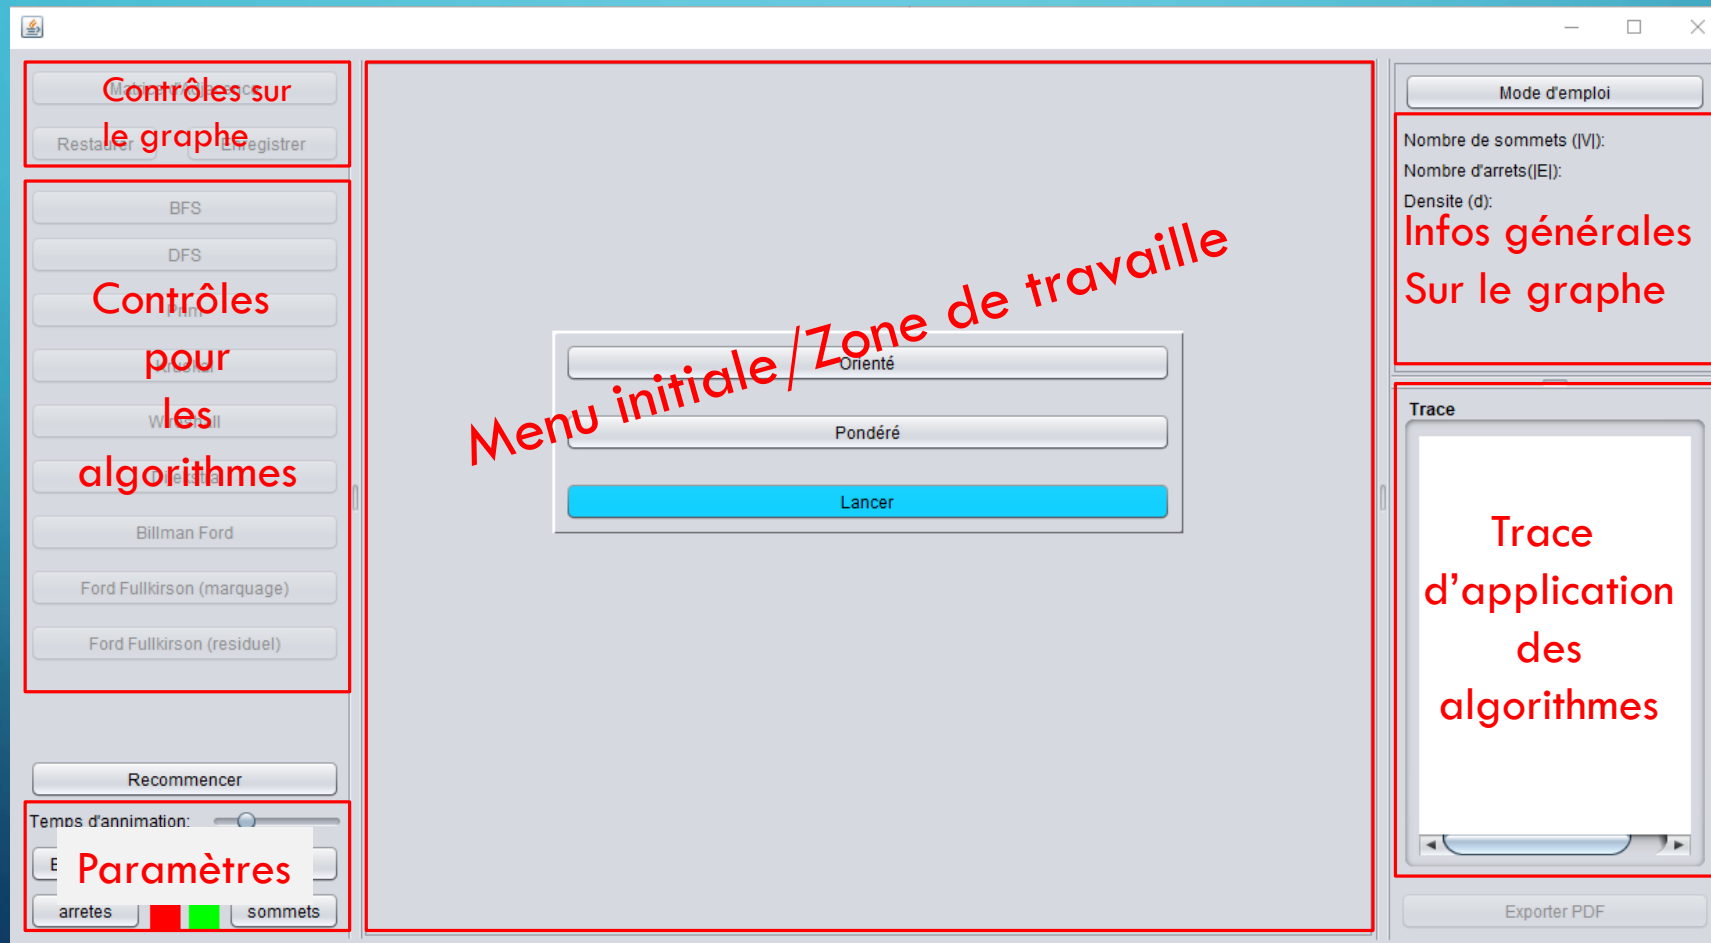 Contrôles sur
le graphe
Restaurer
Enregistrer
BFS
DFS
Contrôles
pour
les
algorithmes
Billman Ford
Ford Fullkirson (marquage)
Ford Fullkirson (residuel)
Recommencer
Temps d'annimation:
Paramètres
arretes
sommets
Menu initiale/Zone de travaille
Orienté
Pondéré
Lancer
Mode d'emploi
Nombre de sommets (|V|):
Nombre d'arrets(|E|):
Densite (d):
Infos générales
Sur le graphe
Trace
Trace
d’application
des
algorithmes
Exporter PDF